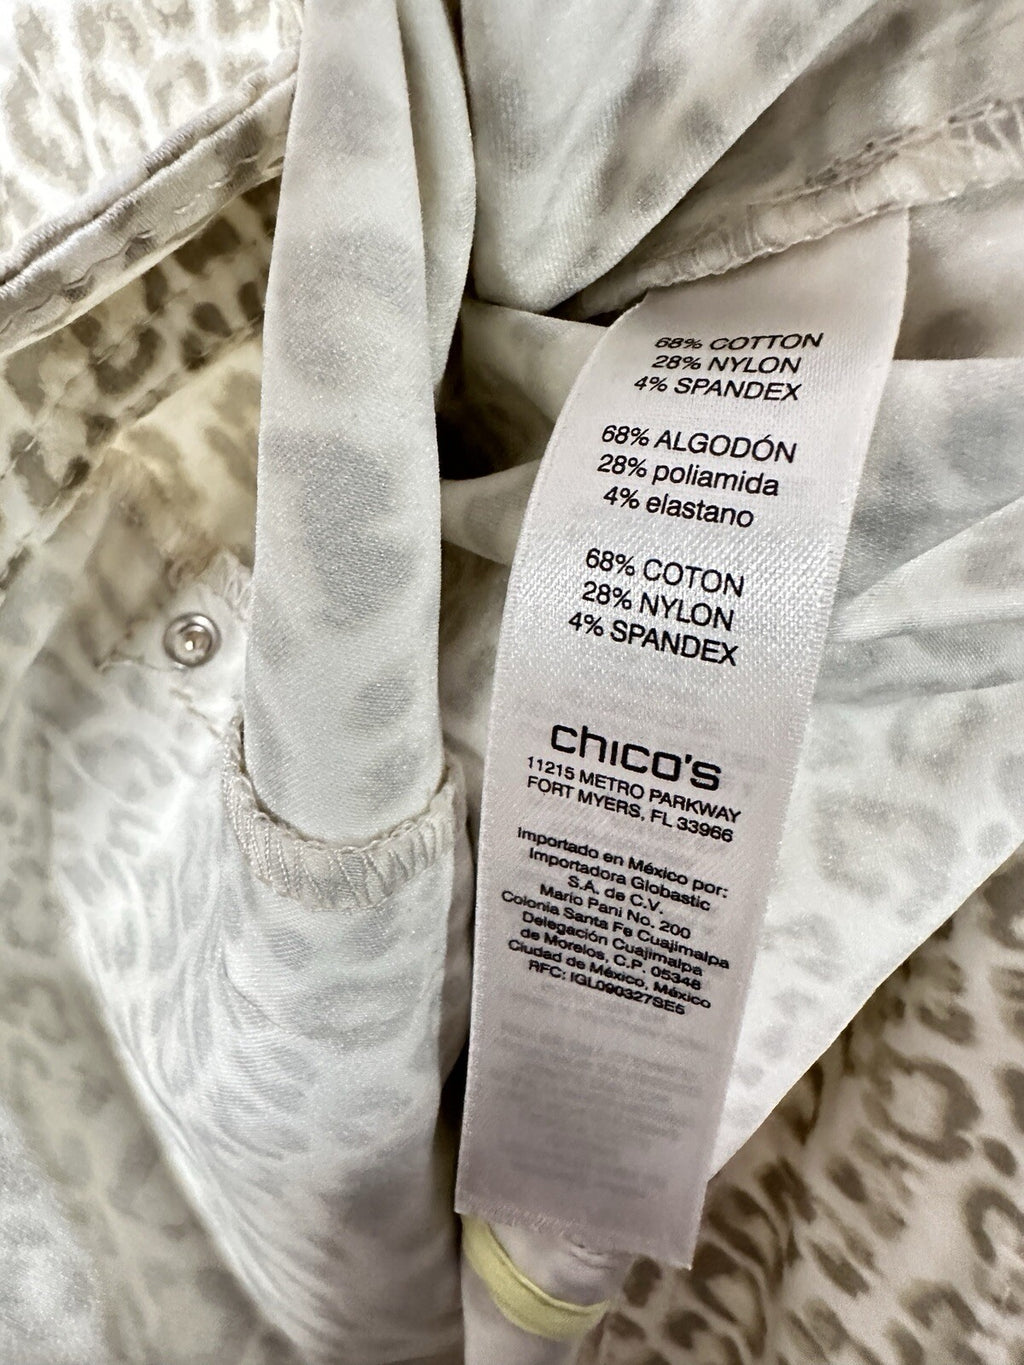 68% COTTON
28% NYLON
4% SPANDEX
68% ALGODÓN
28% poliamida
4% elastano
68% COTON
28% NYLON
4% SPANDEX
chico's
11215 METRO PARKWAY
FORT MYERS, FL 33966
Importado en México por:
Importadora Globastic
S.A. de C.V.
Mario Pani No. 200
Colonia Santa Fe Cuajimalpa
Delegación Cuajimalpa
de Morelos, C.P. 05348
Ciudad de México, México
RFC: IGL090327SE5